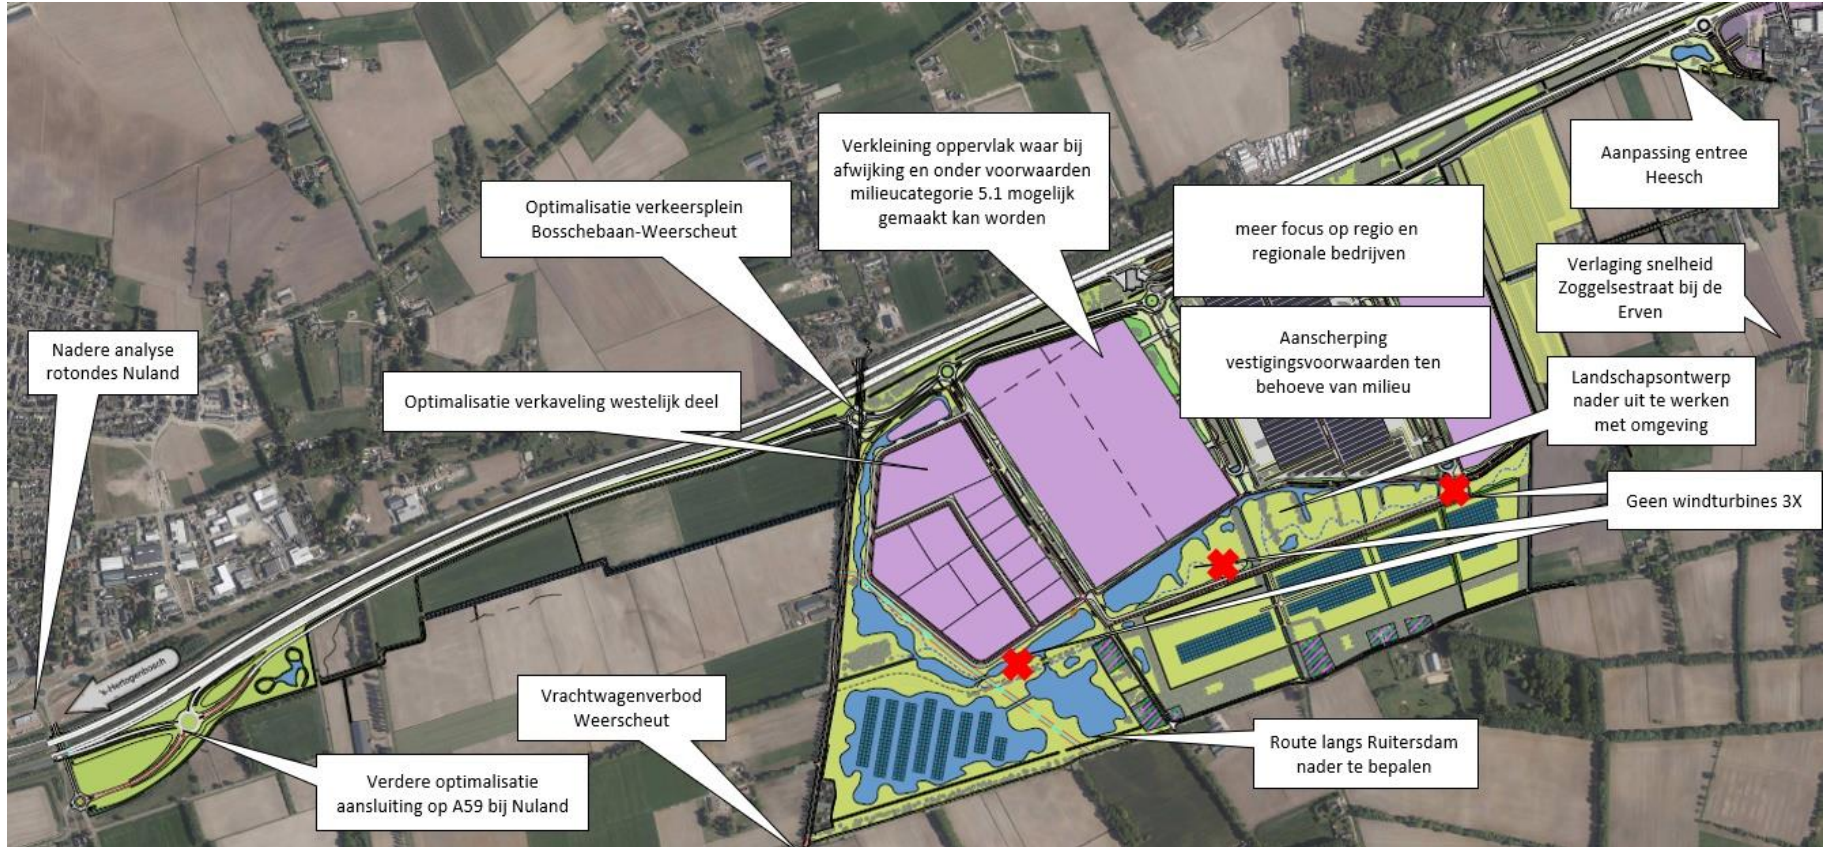 Verkleining oppervlak waar bij
afwijking en onder voorwaarden
milieucategorie 5.1 mogelijk
gemaakt kan worden
Aanpassing entree
Heesch
Optimalisatie verkeersplein
Bosschebaan-Weerscheut
meer focus op regio en
regionale bedrijven
Verlaging snelheid
Zoggelsestraat bij de
Erven
Nadere analyse
rotondes Nuland
Aanscherping
vestigingsvoorwaarden ten
behoeve van milieu
Optimalisatie verkaveling westelijk deel
Landschapsontwerp
nader uit te werken
met omgeving
Geen windturbines 3X
's-Hertogenbosch
Vrachtwagenverbod
Weerscheut
Route langs Ruitersdam
nader te bepalen
Verdere optimalisatie
aansluiting op A59 bij Nuland